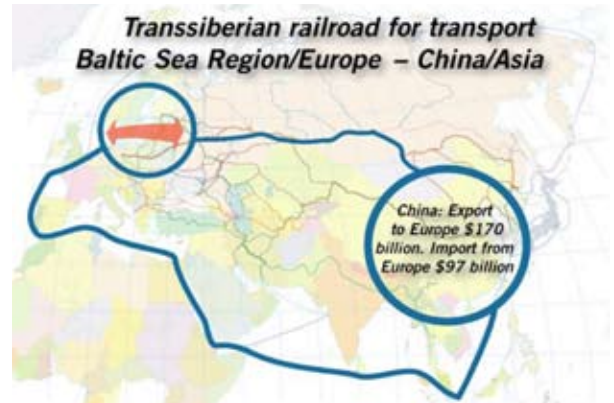 Transsiberian railroad for transport
Baltic Sea Region/Europe – China/Asia
China: Export
to Europe $170
billion. Import from
Europe $97 billion